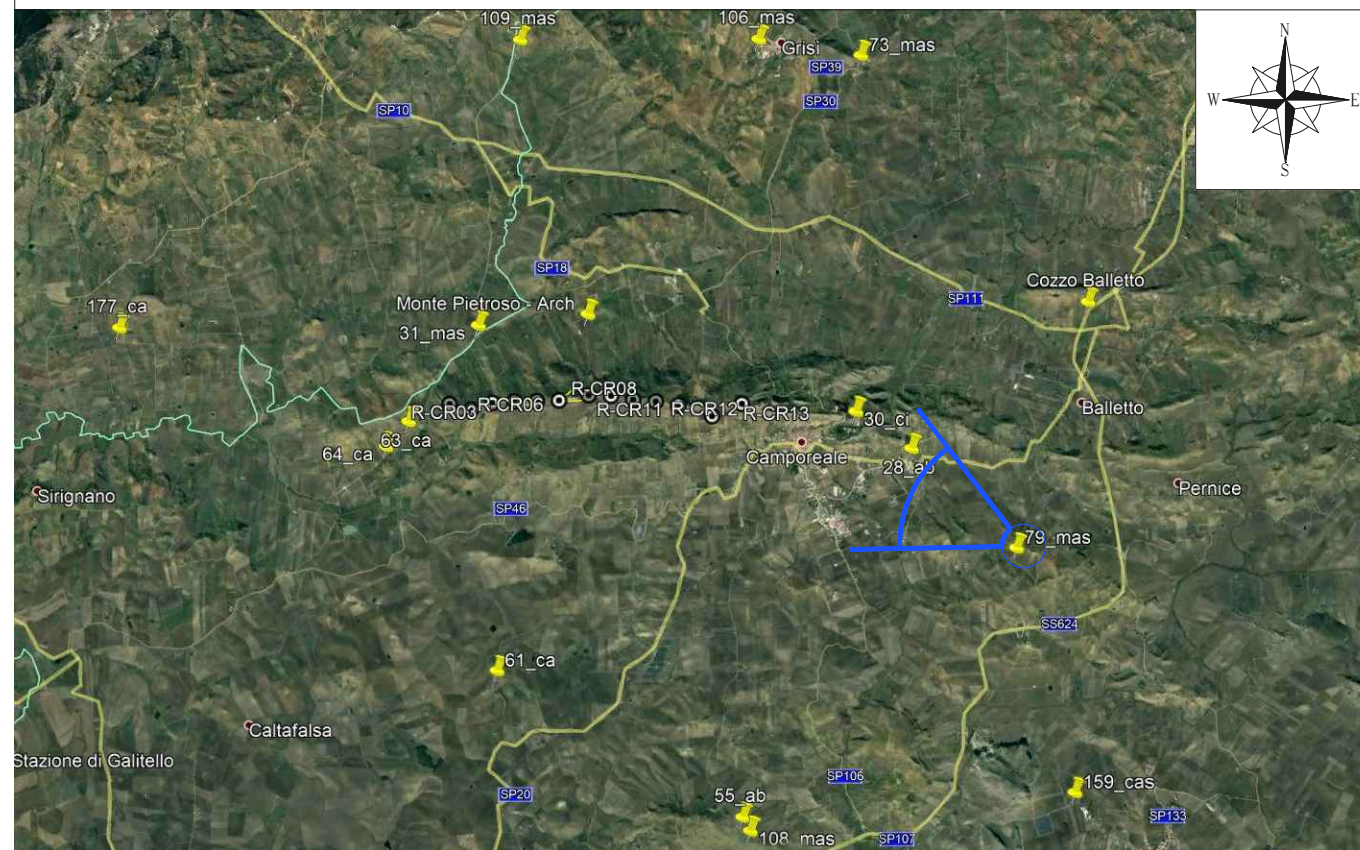 109_mas
106_mas
Grisi
73_mas
SP39
SP30
SP10
N
W
E
S
SP18
Cozzo Balletto
SP111
177_ca
Monte Pietroso - Arch
31_mas
R-CR08
R-CR03
R-CR06
R-CR11
R-CR12
R-CR13
30_ci
Balletto
63_ca
64_ca
Camporeale
28_ab
Sirignano
Pernice
SP46
79_mas
SS624
61_ca
Caltafalsa
Stazione di Galitello
SP106
159_cas
SP20
55_ab
SP133
108_mas
SP107